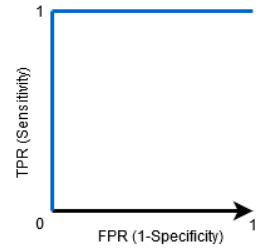 1
TPR (Sensitivity)
0
1
FPR (1-Specificity)